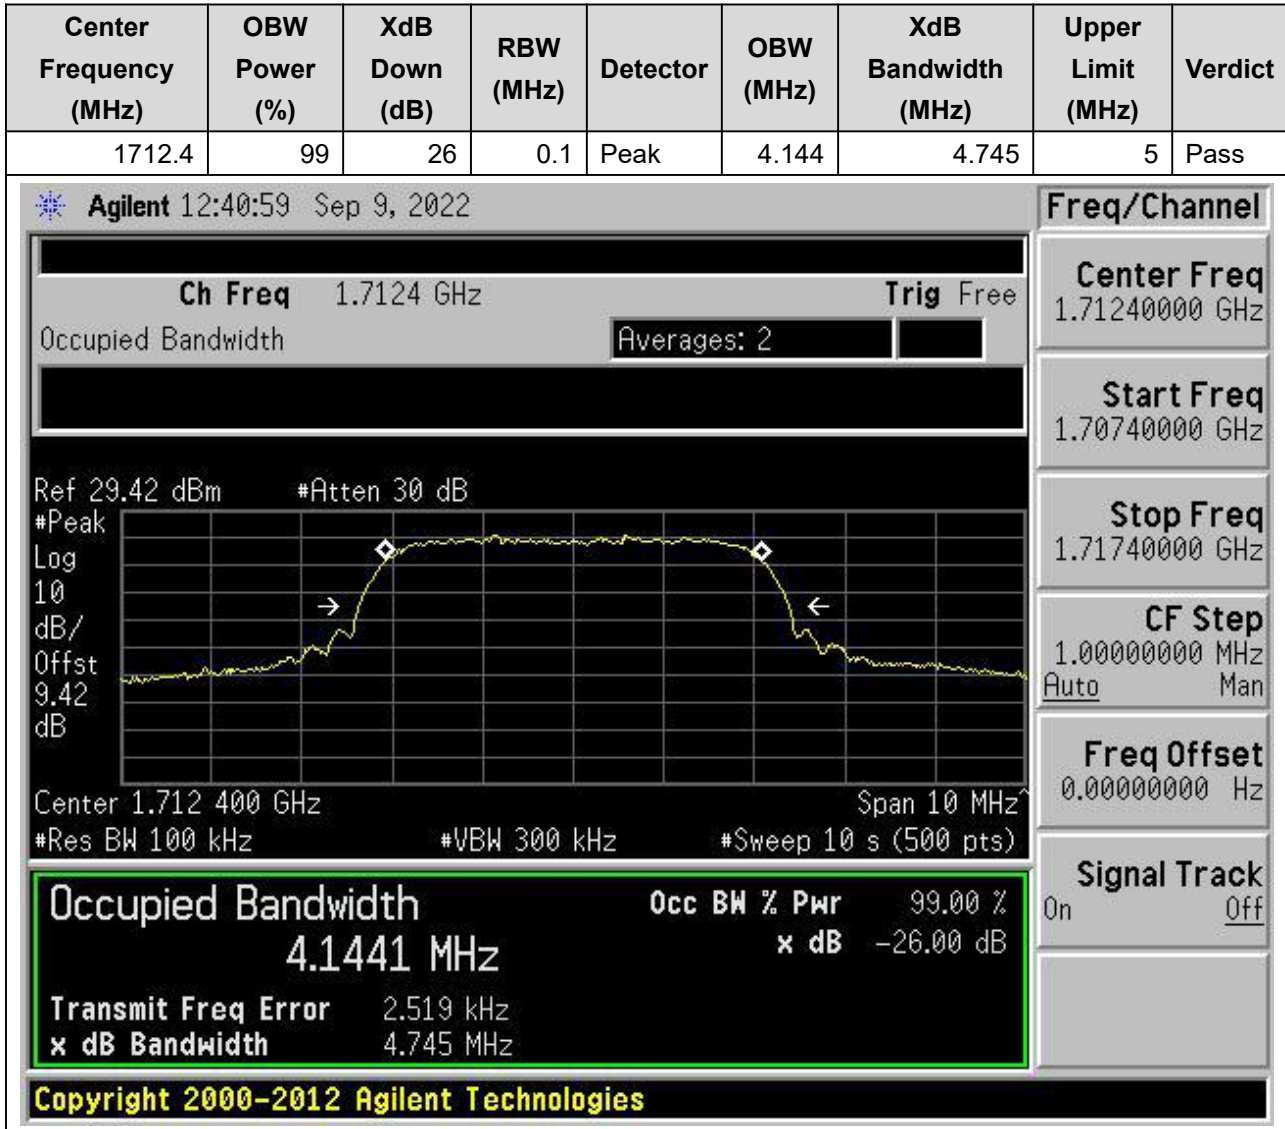 Center Frequency (MHz) OBW Power (%) XdB Down (dB) RBW (MHz) Detector OBW (MHz) XdB Bandwidth (MHz) Upper Limit (MHz) Verdict
1712.4 99 26 0.1 Peak 4.144 4.745 5 Pass
Agilent 12:40:59 Sep 9, 2022
Ch Freq 1.7124 GHz Trig Free
Occupied Bandwidth Averages: 2
Ref 29.42 dBm #Atten 30 dB
#Peak
Log
10
dB/
Offst
9.42
dB
Center 1.712 400 GHz Span 10 MHz^
#Res BW 100 kHz #VBW 300 kHz #Sweep 10 s (500 pts)
Occupied Bandwidth Occ BW % Pwr 99.00 %
4.1441 MHz x dB -26.00 dB
Transmit Freq Error 2.519 kHz
x dB Bandwidth 4.745 MHz
Copyright 2000-2012 Agilent Technologies
Freq/Channel
Center Freq
1.71240000 GHz
Start Freq
1.70740000 GHz
Stop Freq
1.71740000 GHz
CF Step
1.00000000 MHz
Auto Man
Freq Offset
0.00000000 Hz
Signal Track
On Off